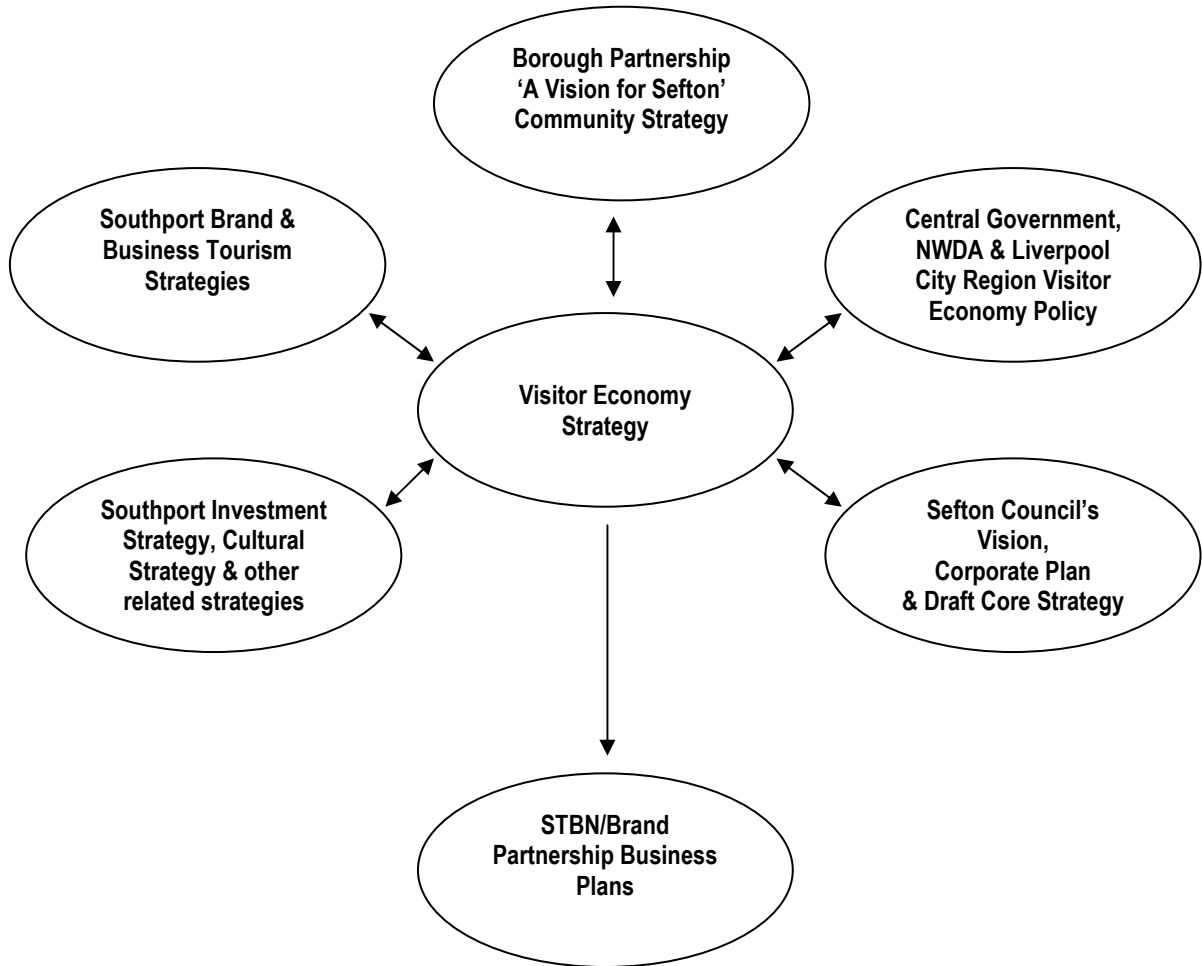 Borough Partnership
‘A Vision for Sefton’
Community Strategy
Southport Brand &
Business Tourism
Strategies
Central Government,
NWDA & Liverpool
City Region Visitor
Economy Policy
Visitor Economy
Strategy
Southport Investment
Strategy, Cultural
Strategy & other
related strategies
Sefton Council’s
Vision,
Corporate Plan
& Draft Core Strategy
STBN/Brand
Partnership Business
Plans